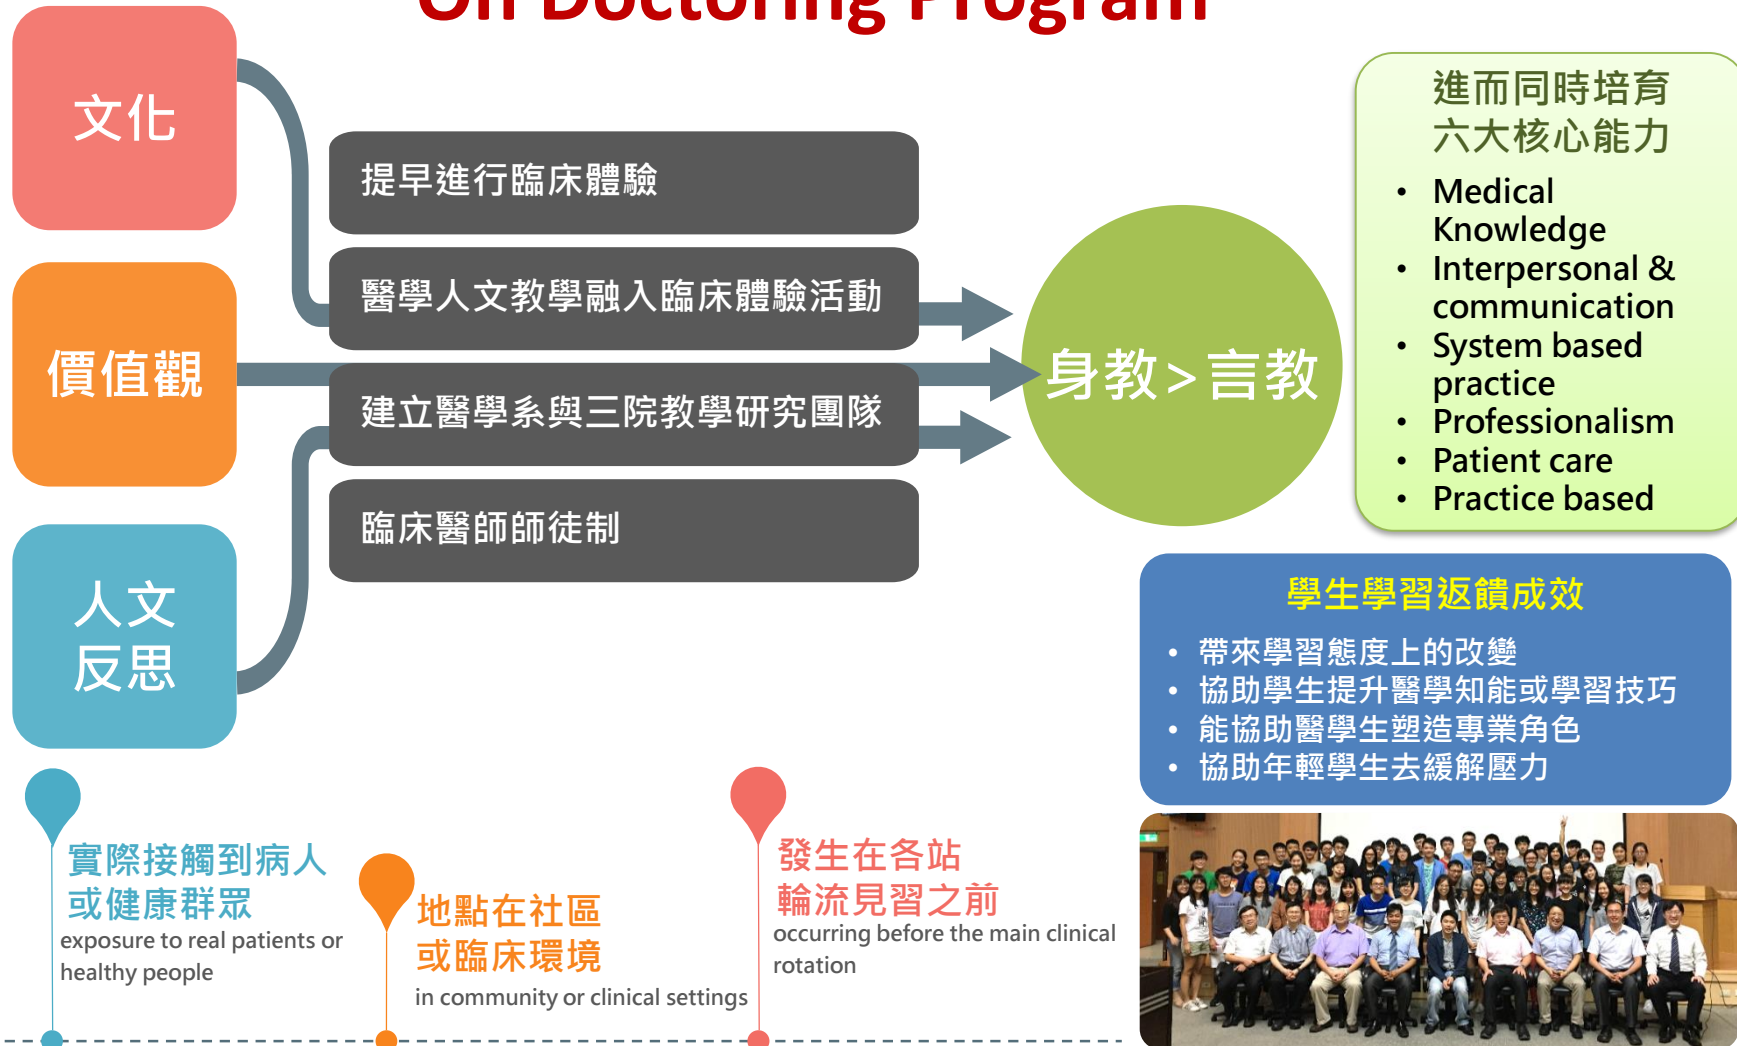 On Doctoring Program
文化
價值觀
人文
反思
提早進行臨床體驗
醫學人文教學融入臨床體驗活動
建立醫學系與三院教學研究團隊
臨床醫師師徒制
身教>言教
進而同時培育
六大核心能力
• Medical
Knowledge
• Interpersonal &
communication
• System based
practice
• Professionalism
• Patient care
• Practice based
學生學習返饋成效
• 帶來學習態度上的改變
• 協助學生提升醫學知能或學習技巧
• 能協助醫學生塑造專業角色
• 協助年輕學生去緩解壓力
實際接觸到病人
或健康群眾
exposure to real patients or
healthy people
地點在社區
或臨床環境
in community or clinical settings
發生在各站
輪流見習之前
occurring before the main clinical
rotation